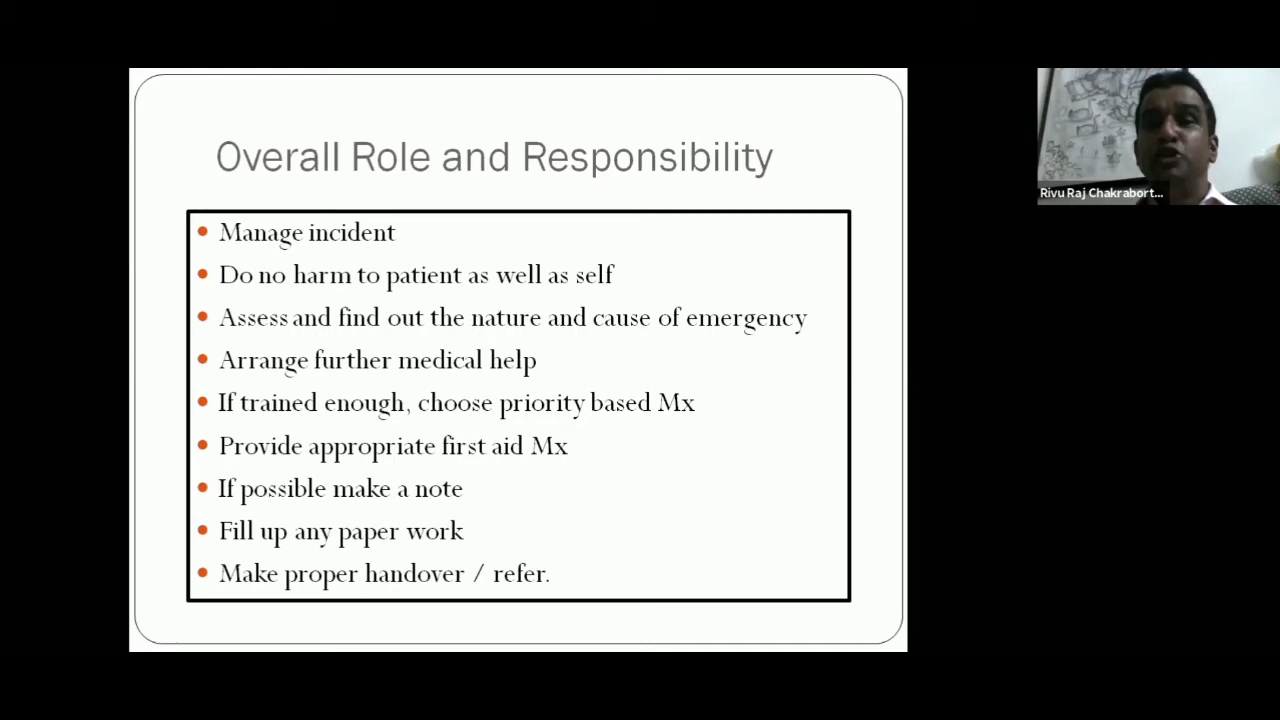 Overall Role and Responsibility
Manage incident
Do no harm to patient as well as self
Assess and find out the nature and cause of emergency
Arrange further medical help
If trained enough, choose priority based Mx
Provide appropriate first aid Mx
If possible make a note
Fill up any paper work
Make proper handover / refer.
Rivu Raj Chakrabort...